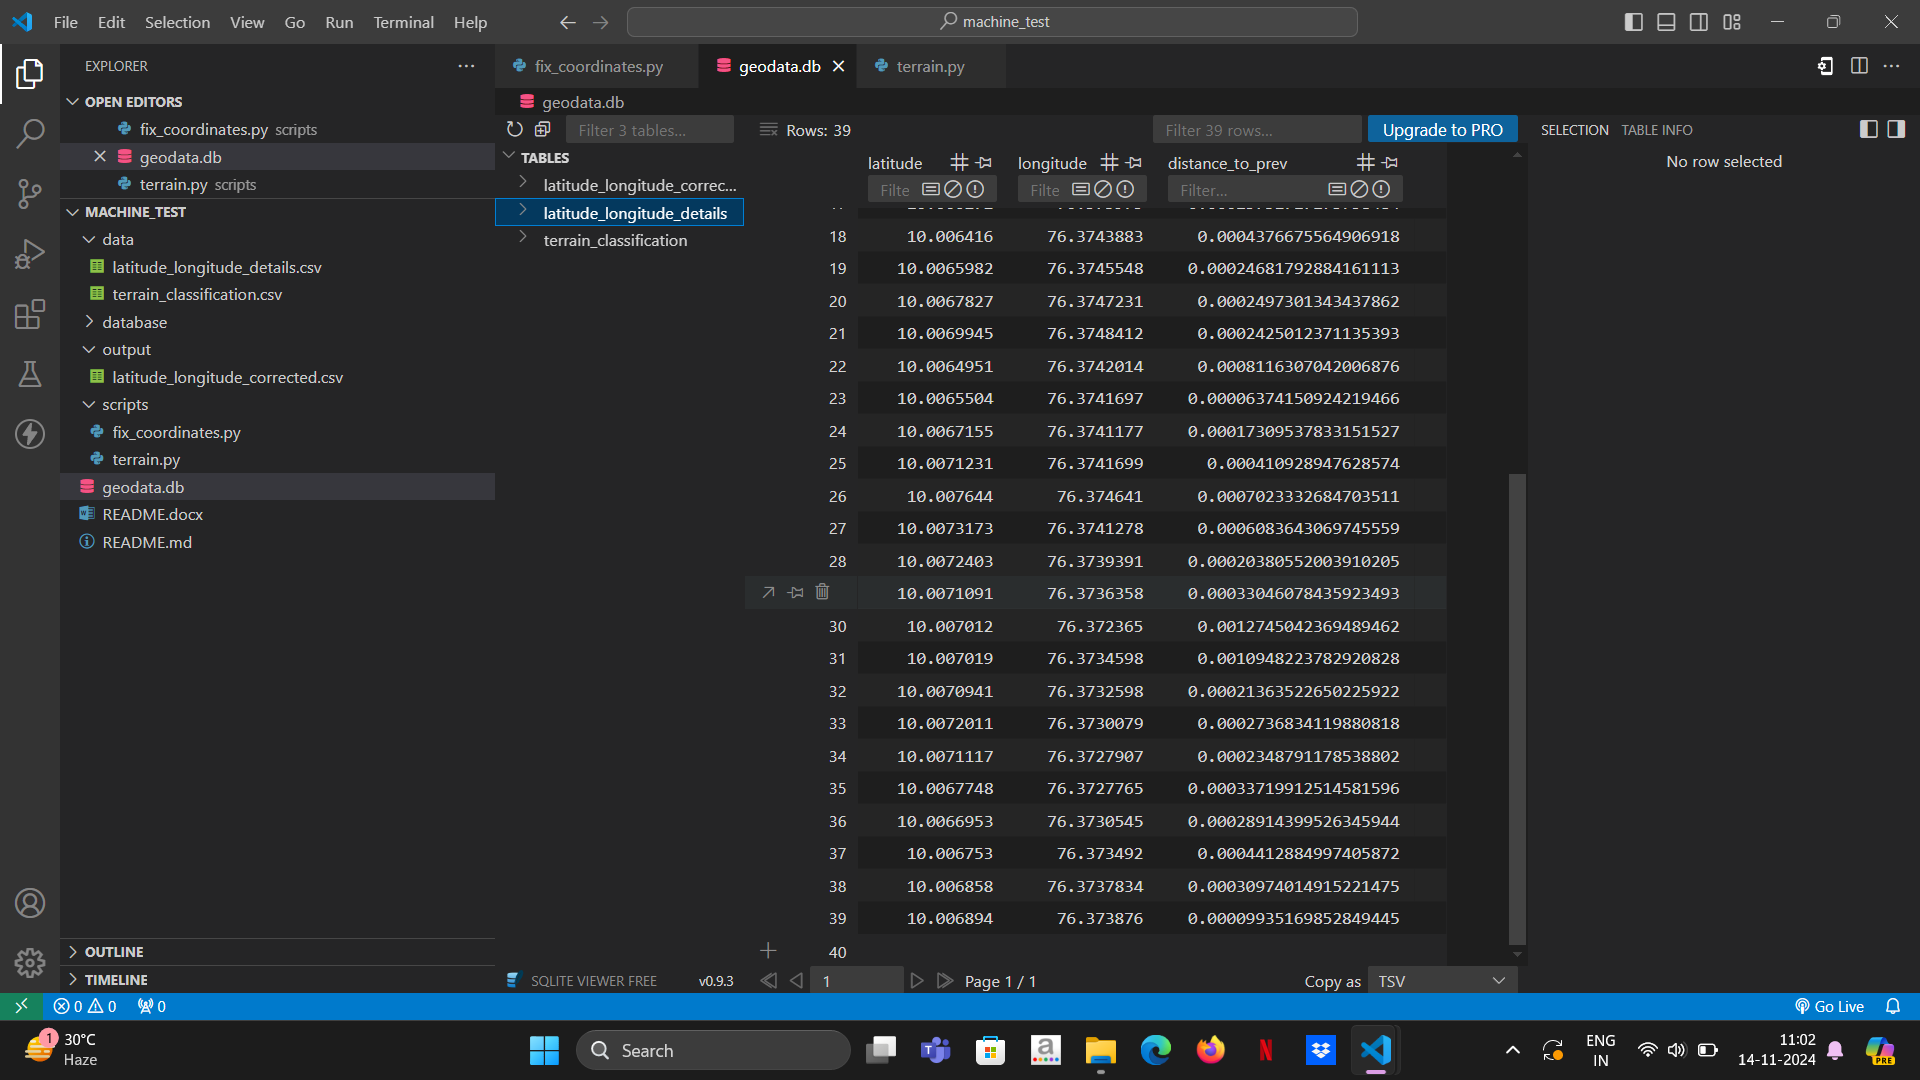 File Edit Selection View Go Run Terminal Help
machine_test
EXPLORER
OPEN EDITORS
fix_coordinates.py scripts
geodata.db
terrain.py scripts
MACHINE_TEST
data
latitude_longitude_details.csv
terrain_classification.csv
database
output
latitude_longitude_corrected.csv
scripts
fix_coordinates.py
terrain.py
geodata.db
README.docx
README.md
OUTLINE
TIMELINE
fix_coordinates.py
geodata.db
terrain.py
geodata.db
Filter 3 tables...
Rows: 39
Filter 39 rows...
Upgrade to PRO
SELECTION TABLE INFO
No row selected
TABLES
latitude_longitude_correc...
latitude_longitude_details
terrain_classification
latitude longitude distance_to_prev
Filte Filte Filter...
18 10.006416 76.3743883 0.0004376675564906918
19 10.0065982 76.3745548 0.00024681792884161113
20 10.0067827 76.3747231 0.0002497301343437862
21 10.0069945 76.3748412 0.0002425012371135393
22 10.0064951 76.3742014 0.0008116307042006876
23 10.0065504 76.3741697 0.00006374150924219466
24 10.0067155 76.3741177 0.00017309537833151527
25 10.0071231 76.3741699 0.000410928947628574
26 10.007644 76.374641 0.0007023332684703511
27 10.0073173 76.3741278 0.0006083643069745559
28 10.0072403 76.3739391 0.00020380552003910205
10.0071091 76.3736358 0.00033046078435923493
30 10.007012 76.372365 0.0012745042369489462
31 10.007019 76.3734598 0.0010948223782920828
32 10.0070941 76.3732598 0.00021363522650225922
33 10.0072011 76.3730079 0.0002736834119880818
34 10.0071117 76.3727907 0.0002348791178538802
35 10.0067748 76.3727765 0.00033719912514581596
36 10.0066953 76.3730545 0.00028914399526345944
37 10.006753 76.373492 0.0004412884997405872
38 10.006858 76.3737834 0.00030974014915221475
39 10.006894 76.373876 0.00009935169852849445
40
SQLITE VIEWER FREE v0.9.3
1
Page 1 / 1
Copy as TSV
0 0 0
Go Live
1
30°C
Haze
Search
ENG
IN
11:02
14-11-2024
PRE